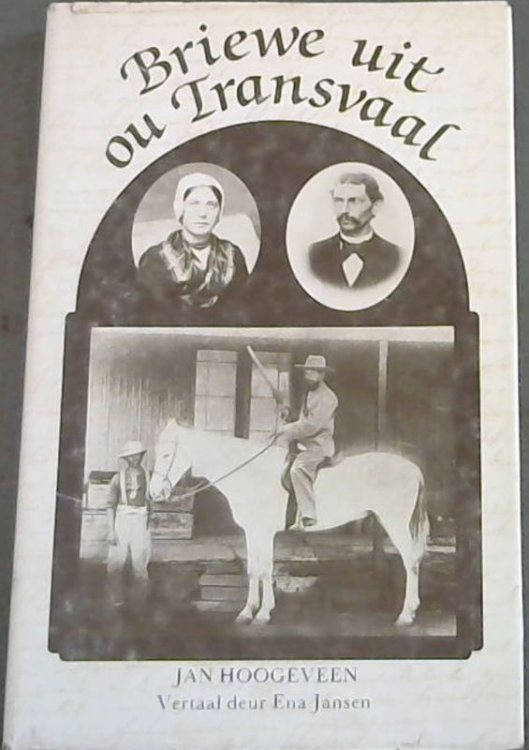 Briewe uit
ou Transvaal
JAN HOOGEVEEN
Vertaal deur Ena Jansen